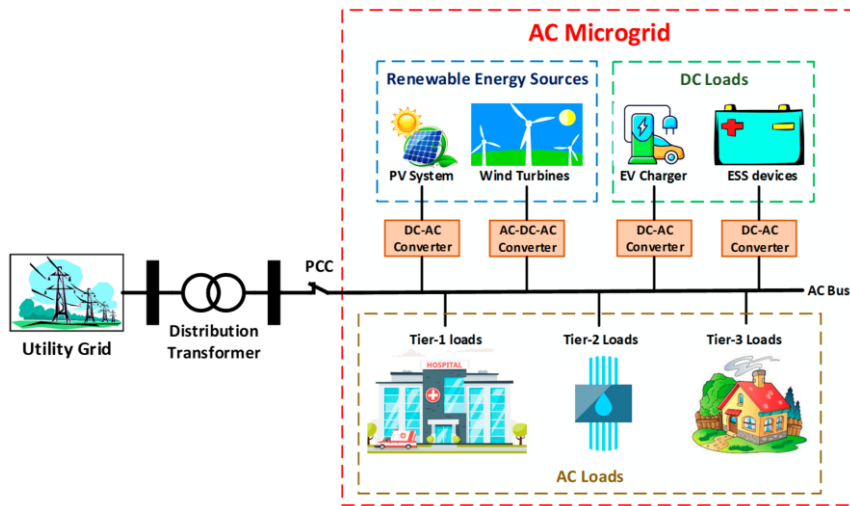 AC Microgrid
Renewable Energy Sources
DC Loads
PV System
Wind Turbines
EV Charger
ESS devices
DC-AC
Converter
AC-DC-AC
Converter
DC-AC
Converter
DC-AC
Converter
PCC
AC Bus
Utility Grid
Distribution
Transformer
Tier-1 loads
Tier-2 Loads
Tier-3 Loads
HOSPITAL
AC Loads